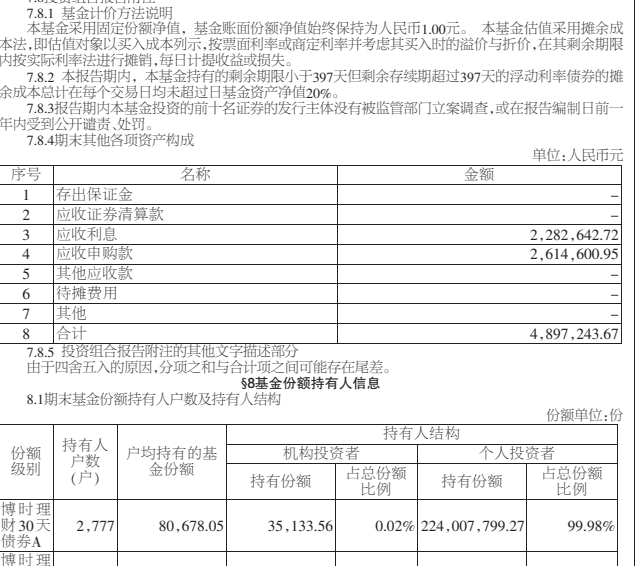 7.8.1 基金计价方法说明
本基金采用固定份额净值，基金账面份额净值始终保持为人民币1.00元。 本基金估值采用摊余成
本法，即估值对象以买入成本列示，按票面利率或商定利率并考虑其买入时的溢价与折价，在其剩余期限
内按实际利率法进行摊销，每日计提收益或损失。
7.8.2 本报告期内，本基金持有的剩余期限小于397天但剩余存续期超过397天的浮动利率债券的摊
余成本总计在每个交易日均未超过日基金资产净值20%。
7.8.3报告期内本基金投资的前十名证券的发行主体没有被监管部门立案调查，或在报告编制日前一
年内受到公开谴责、处罚。
7.8.4期末其他各项资产构成
单位：人民币元
序号 名称 金额
1 存出保证金 –
2 应收证券清算款 –
3 应收利息 2,282,642.72
4 应收申购款 2,614,600.95
5 其他应收款 –
6 待摊费用 –
7 其他 –
8 合计 4,897,243.67
7.8.5 投资组合报告附注的其他文字描述部分
由于四舍五入的原因，分项之和与合计项之间可能存在尾差。
§8基金份额持有人信息
8.1期末基金份额持有人户数及持有人结构
份额单位：份
份额
级别
持有人
户数
(户)
户均持有的基
金份额
持有人结构
机构投资者 个人投资者
持有份额
占总份额
比例
持有份额
占总份额
比例
博时理
财30天
债券A
2,777 80,678.05 35,133.56 0.02% 224,007,799.27 99.98%
博时理